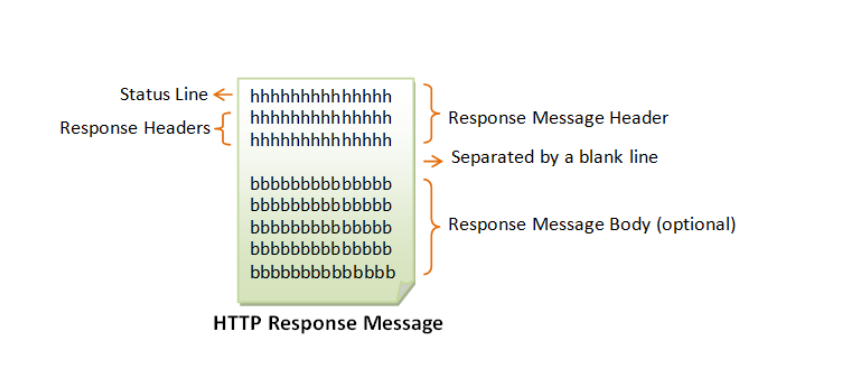 Status Line
hhhhhhhhhhhhhh
Response Headers
hhhhhhhhhhhhhh
hhhhhhhhhhhhhh
Response Message Header
Separated by a blank line
bbbbbbbbbbbbbb
bbbbbbbbbbbbbb
bbbbbbbbbbbbbb
bbbbbbbbbbbbbb
bbbbbbbbbbbbbb
Response Message Body (optional)
HTTP Response Message